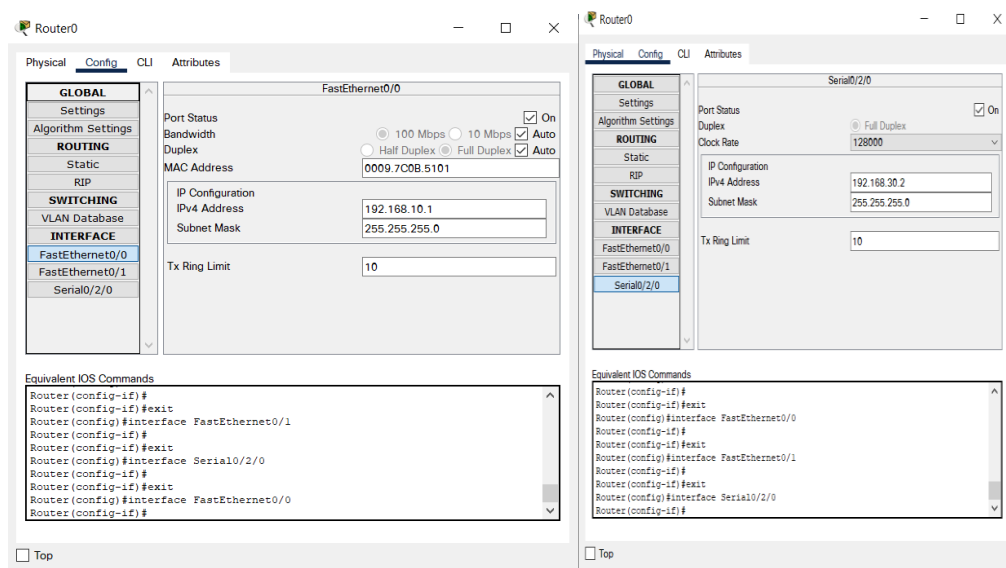 Router0
Physical Config CLI Attributes
GLOBAL
Settings
Algorithm Settings
ROUTING
Static
RIP
SWITCHING
VLAN Database
INTERFACE
FastEthernet0/0
FastEthernet0/1
Serial0/2/0
FastEthernet0/0
Port Status On
Bandwidth 100 Mbps 10 Mbps Auto
Duplex Half Duplex Full Duplex Auto
MAC Address 0009.7C0B.5101
IP Configuration
IPv4 Address 192.168.10.1
Subnet Mask 255.255.255.0
Tx Ring Limit 10
Equivalent IOS Commands
Router(config-if)#
Router(config-if)#exit
Router(config)#interface FastEthernet0/1
Router(config-if)#
Router(config-if)#exit
Router(config)#interface Serial0/2/0
Router(config-if)#
Router(config-if)#exit
Router(config)#interface FastEthernet0/0
Router(config-if)#
Top
Router0
Physical Config CLI Attributes
GLOBAL
Settings
Algorithm Settings
ROUTING
Static
RIP
SWITCHING
VLAN Database
INTERFACE
FastEthernet0/0
FastEthernet0/1
Serial0/2/0
Serial0/2/0
Port Status On
Duplex Full Duplex
Clock Rate 128000
IP Configuration
IPv4 Address 192.168.30.2
Subnet Mask 255.255.255.0
Tx Ring Limit 10
Equivalent IOS Commands
Router(config-if)#
Router(config-if)#exit
Router(config)#interface FastEthernet0/0
Router(config-if)#
Router(config-if)#exit
Router(config)#interface FastEthernet0/1
Router(config-if)#
Router(config-if)#exit
Router(config)#interface Serial0/2/0
Router(config-if)#
Top